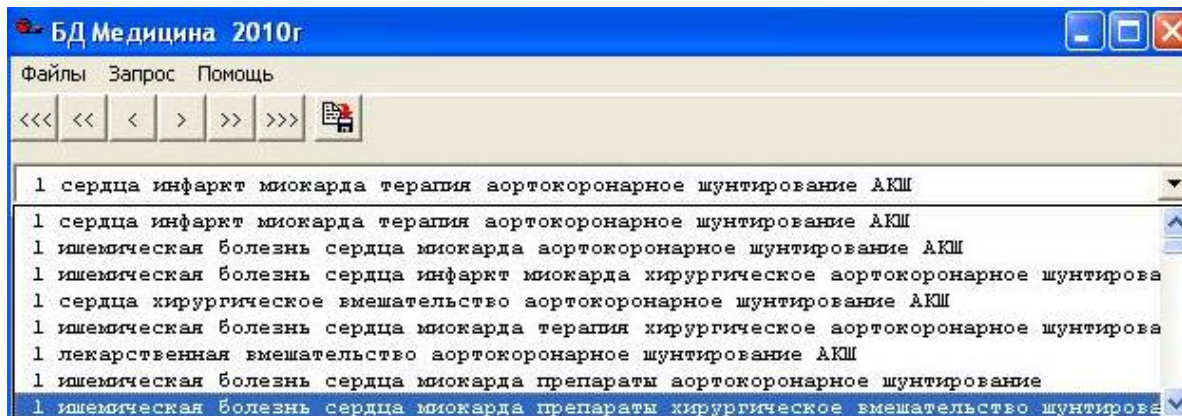 БД Медицина 2010г
Файлы Запрос Помощь
<<< << < > >> >>>
1 сердца инфаркт миокарда терапия аортокоронарное шунтирование АКШ
1 сердца инфаркт миокарда терапия аортокоронарное шунтирование АКШ
1 ишемическая болезнь сердца миокарда аортокоронарное шунтирование АКШ
1 ишемическая болезнь сердца инфаркт миокарда хирургическое аортокоронарное шунтирова
1 сердца хирургическое вмешательство аортокоронарное шунтирование АКШ
1 ишемическая болезнь сердца миокарда терапия хирургическое аортокоронарное шунтирова
1 лекарственная вмешательство аортокоронарное шунтирование АКШ
1 ишемическая болезнь сердца миокарда препараты аортокоронарное шунтирование
1 ишемическая болезнь сердца миокарда препараты хирургическое вмешательство шунтирова